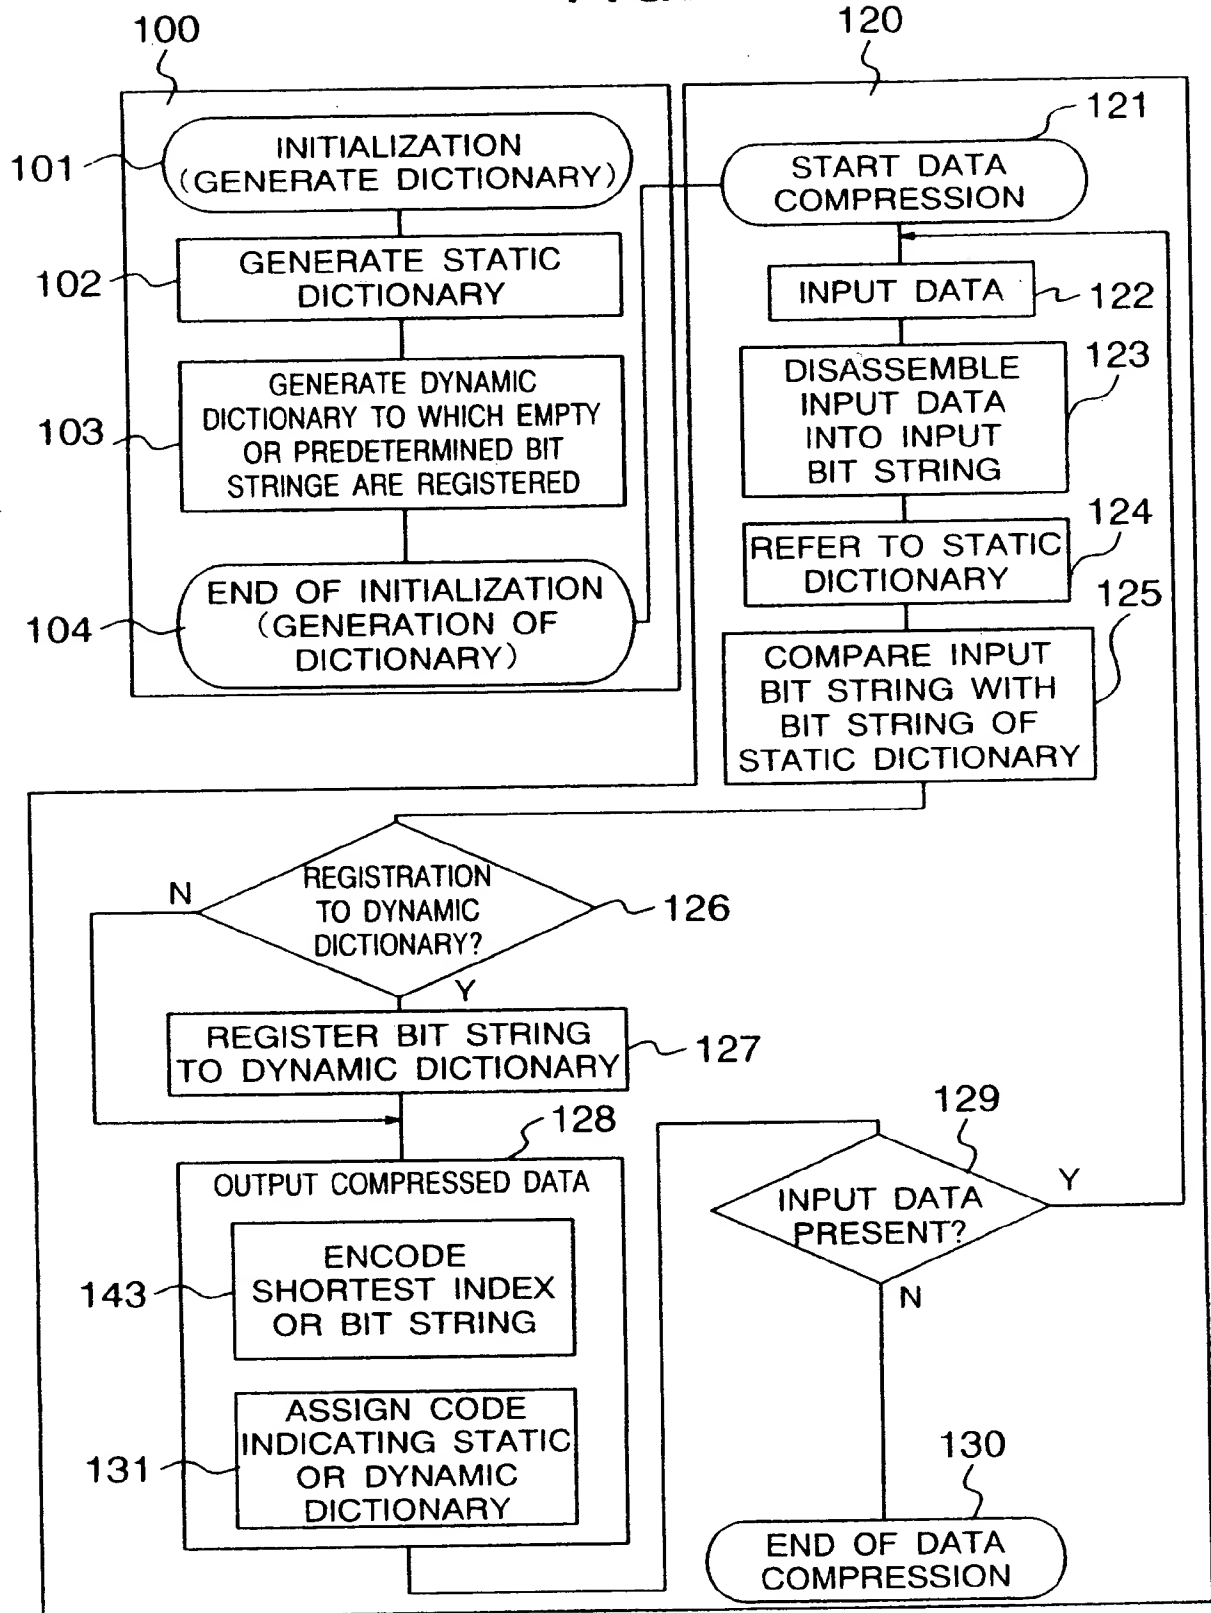 100
120
101
INITIALIZATION
(GENERATE DICTIONARY)
102
GENERATE STATIC
DICTIONARY
103
GENERATE DYNAMIC
DICTIONARY TO WHICH EMPTY
OR PREDETERMINED BIT
STRINGE ARE REGISTERED
104
END OF INITIALIZATION
(GENERATION OF
DICTIONARY)
121
START DATA
COMPRESSION
INPUT DATA
122
DISASSEMBLE
INPUT DATA
INTO INPUT
BIT STRING
123
124
REFER TO STATIC
DICTIONARY
125
COMPARE INPUT
BIT STRING WITH
BIT STRING OF
STATIC DICTIONARY
N
REGISTRATION
TO DYNAMIC
DICTIONARY?
126
Y
REGISTER BIT STRING
TO DYNAMIC DICTIONARY
127
128
OUTPUT COMPRESSED DATA
143
ENCODE
SHORTEST INDEX
OR BIT STRING
131
ASSIGN CODE
INDICATING STATIC
OR DYNAMIC
DICTIONARY
129
INPUT DATA
PRESENT?
Y
N
130
END OF DATA
COMPRESSION